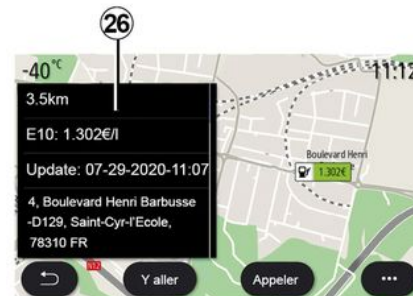 26
-40°C
11:12
3.5km
E10: 1.302€/l
Update: 07-29-2020-11:07
4, Boulevard Henri Barbusse
-D129, Saint-Cyr-l'Ecole,
78310 FR
Boulevard Henri
1.302€
N12
Y aller
Appeler